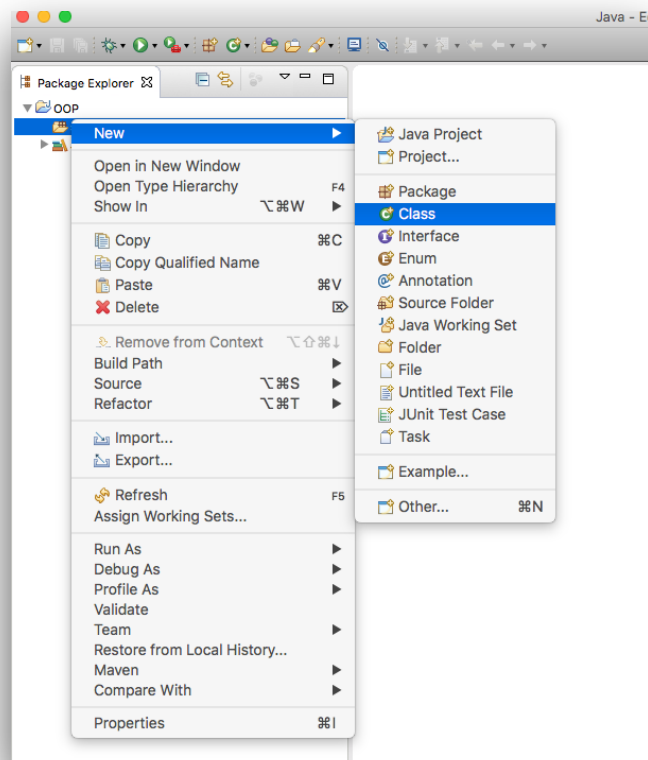 Java - E
Package Explorer
OOP
New
Open in New Window
Open Type Hierarchy F4
Show In ⌥⌘W
Copy ⌘C
Copy Qualified Name
Paste ⌘V
Delete ⌦
Remove from Context ⌥⇧⌘↓
Build Path
Source ⌥⌘S
Refactor ⌥⌘T
Import...
Export...
Refresh F5
Assign Working Sets...
Run As
Debug As
Profile As
Validate
Team
Restore from Local History...
Maven
Compare With
Properties ⌘I
Java Project
Project...
Package
Class
Interface
Enum
Annotation
Source Folder
Java Working Set
Folder
File
Untitled Text File
JUnit Test Case
Task
Example...
Other... ⌘N